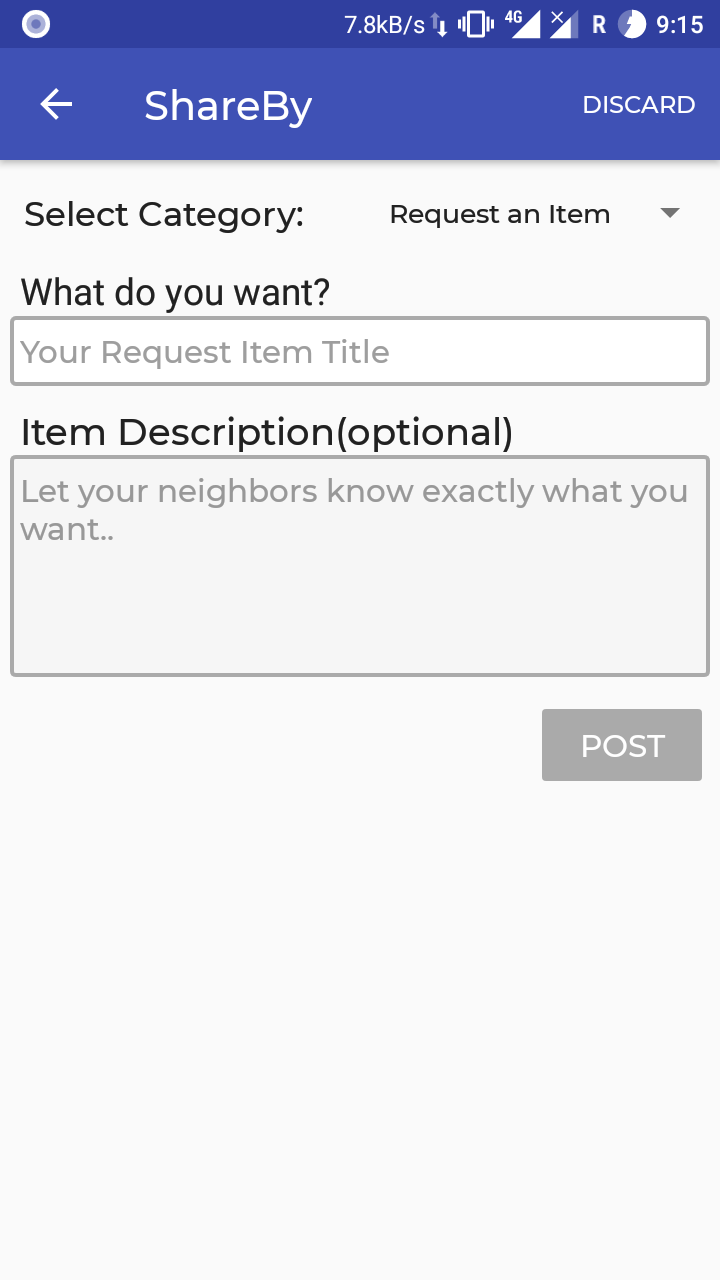 7.8kB/s 4G R 9:15
ShareBy DISCARD
Select Category: Request an Item
What do you want?
Your Request Item Title
Item Description(optional)
Let your neighbors know exactly what you
want..
POST